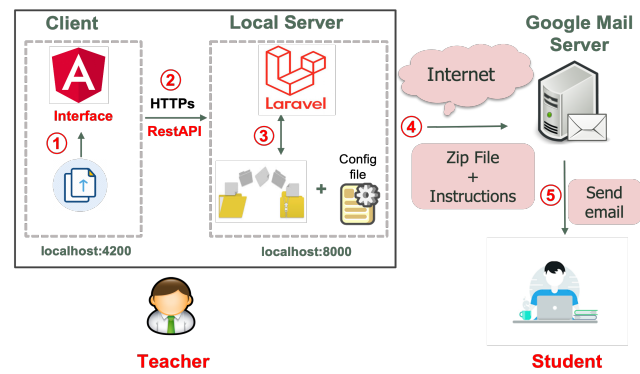 Client
Local Server
Google Mail
Server
A
Interface
1
2
HTTPs
RestAPI
Laravel
3
+
Config
file
localhost:4200
localhost:8000
4
Internet
Zip File
+
Instructions
5
Send
email
Teacher
Student